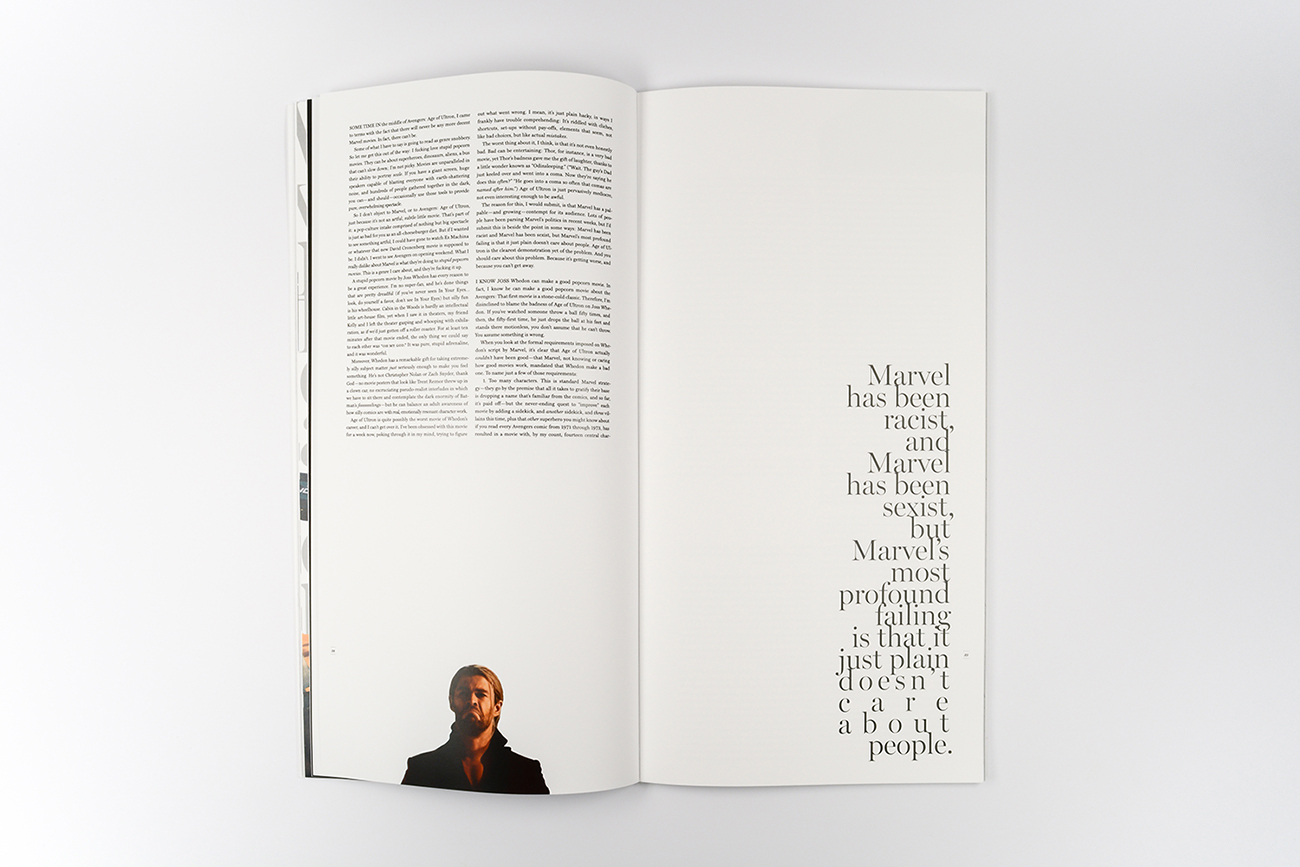 SOME TIME IN the middle of Avengers: Age of Ultron, I came
to terms with the fact that there will never be any more decent
Marvel movies. In fact, there can't be.
Some of what I have to say is going to read as genre snobbery
So let me get this out of the way: I fucking love stupid popcorn
movies. They can be about superheroes, dinosaurs, aliens, a bus
that can't slow down; I'm not picky. Movies are unparalleled in
their ability to portray scale. If you have a giant screen, huge
speakers capable of blasting everyone with earth-shattering
noise, and hundreds of people gathered together in the dark,
you can—and should—occasionally use those tools to provide
pure, overwhelming spectacle.
So I don't object to Marvel, or to Avengers: Age of Ultron,
just because it's not an artful, subtle little movie. That's part of
it: a pop-culture intake comprised of nothing but big spectacle
is just as bad for you as an all-cheeseburger diet. But if I wanted
to see something artful, I could have gone to watch Ex Machina
or whatever that new David Cronenberg movie is supposed to
be. I didn't. I went to see Avengers on opening weekend. What I
really dislike about Marvel is what they're doing to stupid popcorn
movies. This is a genre I care about, and they're fucking it up.
A stupid popcorn movie by Joss Whedon has every reason to
be a great experience. I'm no super-fan, and he's done things
that are pretty dreadful (if you've never seen In Your Eyes...
look, do yourself a favor, don't see In Your Eyes) but silly fun
is his wheelhouse. Cabin in the Woods is hardly an intellectual
little art-house film, yet when I saw it in theaters, my friend
Kelly and I left the theater gasping and whooping with exhila-
ration, as if we'd just gotten off a roller coaster. For at least ten
minutes after that movie ended, the only thing we could say
to each other was "THAT WAS GREAT." It was pure, stupid adrenaline,
and it was wonderful.
Moreover, Whedon has a remarkable gift for taking extreme-
ly silly subject matter just seriously enough to make you feel
something. He's not Christopher Nolan or Zach Snyder, thank
God – no movie posters that look like Trent Reznor threw up in
a clown car, no excruciating pseudo-realist interludes in which
we have to sit there and contemplate the dark enormity of Bat-
man's feeeeeelings – but he can balance an adult awareness of
how silly comics are with real, emotionally resonant character work.
Age of Ultron is quite possibly the worst movie of Whedon's
career, and I can't get over it. I've been obsessed with this movie
for a week now, poking through it in my mind, trying to figure
out what went wrong. I mean, it's just plain hacky, in ways I
frankly have trouble comprehending: It's riddled with cliches,
shortcuts, set-ups without pay-offs, elements that seem, not
like bad choices, but like actual mistakes.
The worst thing about it, I think, is that it's not even honestly
bad. Bad can be entertaining: Thor, for instance, is a very bad
movie, yet Thor's badness gave me the gift of laughter, thanks to
a little wonder known as "Odinsleeping." ("Wait. The guy's Dad
just keeled over and went into a coma. Now they're saying he
does this often?" "He goes into a coma so often that comas are
named after him.") Age of Ultron is just pervasively mediocre,
not even interesting enough to be awful.
The reason for this, I would submit, is that Marvel has a pal-
pable—and growing—contempt for its audience. Lots of peo-
ple have been parsing Marvel's politics in recent weeks, but I'd
submit this is beside the point in some ways: Marvel has been
racist and Marvel has been sexist, but Marvel's most profound
failing is that it just plain doesn't care about people. Age of Ul-
tron is the clearest demonstration yet of the problem. And you
should care about this problem. Because it's getting worse, and
because you can't get away.
I KNOW JOSS Whedon can make a good popcorn movie. In
fact, I know he can make a good popcorn movie about the
Avengers: That first movie is a stone-cold classic. Therefore, I'm
disinclined to blame the badness of Age of Ultron on Joss Whe-
don. If you've watched someone throw a ball fifty times, and
then, the fifty-first time, he just drops the ball at his feet and
stands there motionless, you don't assume that he can't throw.
You assume something is wrong.
When you look at the formal requirements imposed on Whe-
don's script by Marvel, it's clear that Age of Ultron actually
couldn't have been good—that Marvel, not knowing or caring
how good movies work, mandated that Whedon make a bad
one. To name just a few of those requirements:
1. Too many characters. This is standard Marvel strate-
gy—they go by the premise that all it takes to gratify their base
is dropping a name that's familiar from the comics, and so far,
it's paid off—but the never-ending quest to "improve" each
movie by adding a sidekick, and another sidekick, and three vil-
lains this time, plus that other superhero you might know about
if you read every Avengers comic from 1971 through 1973, has
resulted in a movie with, by my count, fourteen central char-
Marvel
has been
racist,
and
Marvel
has been
sexist,
but
Marvel's
most
profound
failing
is that it
just plain
doesn't
care
about
people.